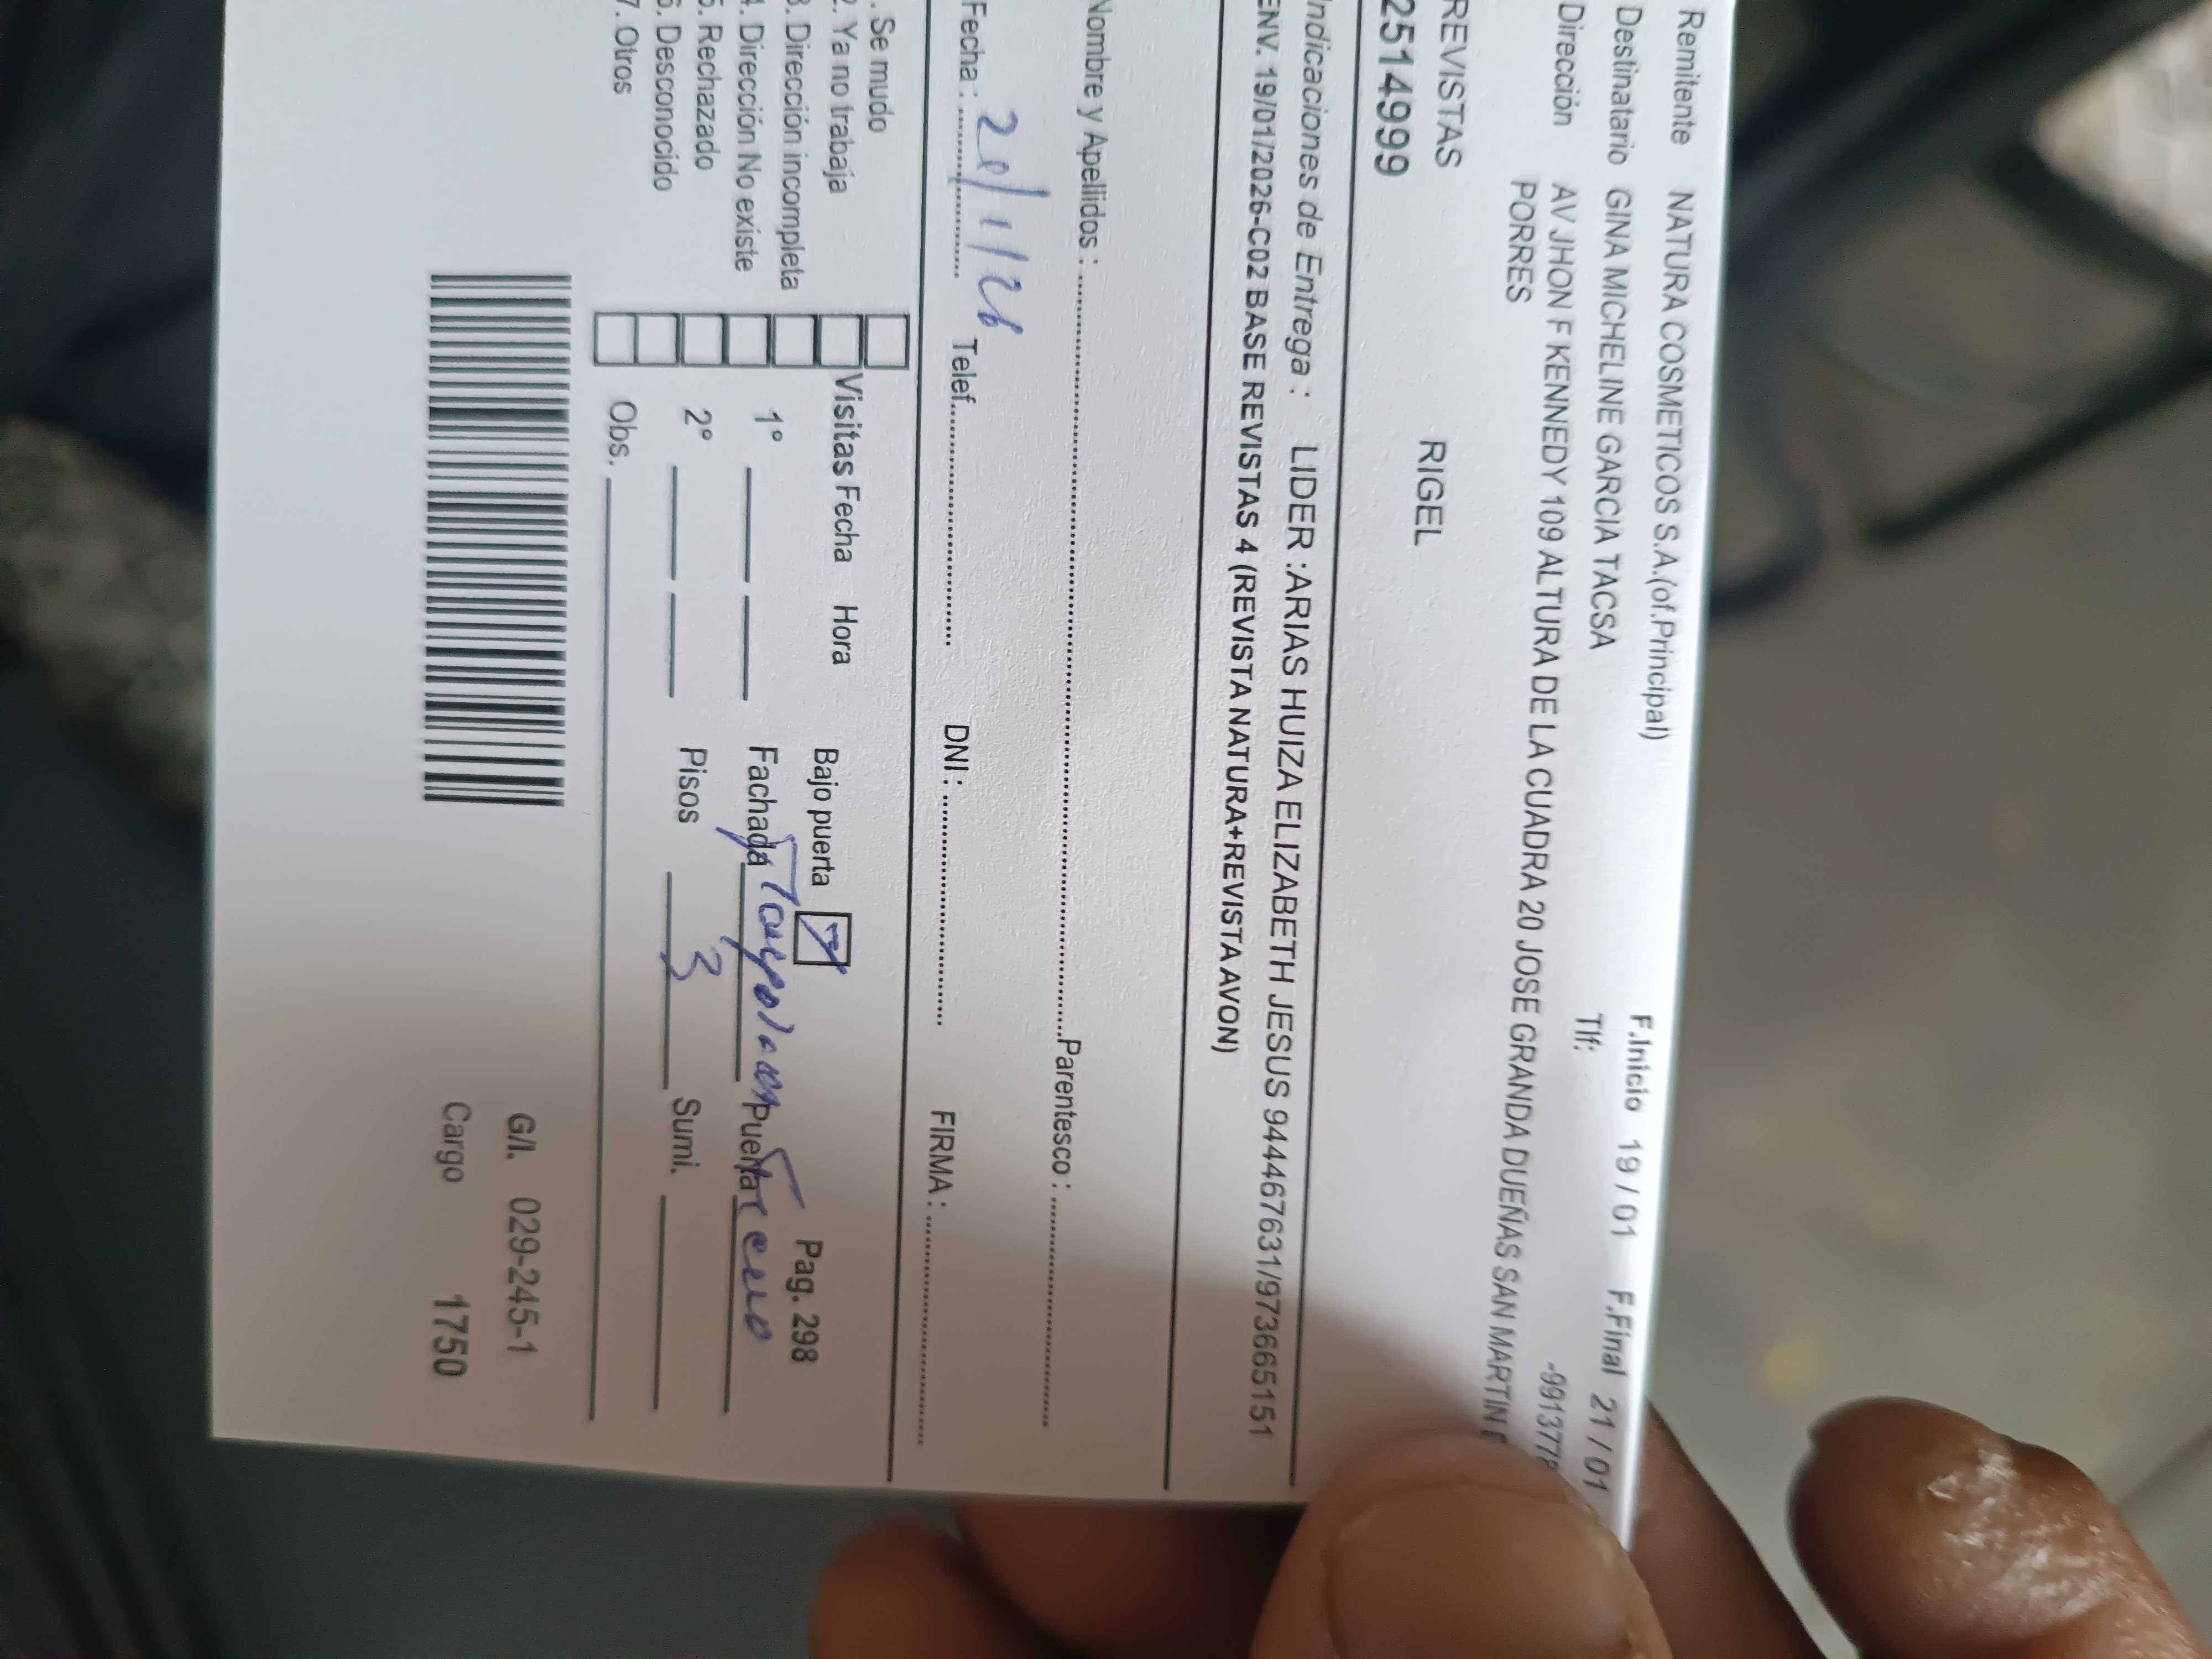 Remitente NATURA COSMETICOS S.A.(of.Principal) F.Inicio 19 / 01 F.Final 21 / 01
Destinatario GINA MICHELINE GARCIA TACSA Tlf: -9913778
Dirección AV JHON F KENNEDY 109 ALTURA DE LA CUADRA 20 JOSE GRANDA DUEÑAS SAN MARTIN
PORRES
REVISTAS RIGEL
25149999
Indicaciones de Entrega : LIDER :ARIAS HUIZA ELIZABETH JESUS 944467631/973665151
ENV. 19/01/2026-C02 BASE REVISTAS 4 (REVISTA NATURA+REVISTA AVON)
Nombre y Apellidos : Parentesco :
Fecha : 20/1/26 Telef. DNI : FIRMA :
. Se mudo
2. Ya no trabaja Visitas Fecha Hora Bajo puerta Pag. 298
3. Dirección incompleta
4. Dirección No existe 1° Fachada Puerta
5. Rechazado 2° Pisos 3 Sumi.
6. Desconocido
7. Otros Obs.
G/I. 029-245-1
Cargo 1750